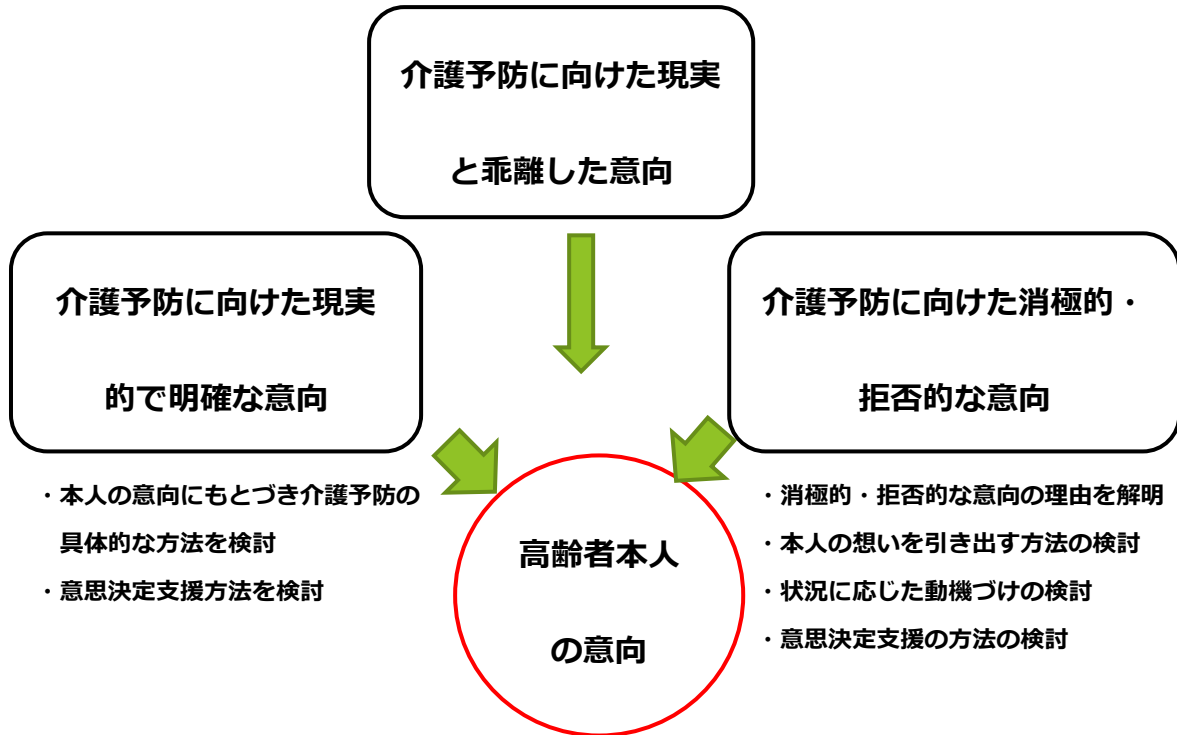 介護予防に向けた現実
と乖離した意向
介護予防に向けた現実
的で明確な意向
介護予防に向けた消極的・
拒否的な意向
・本人の意向にもとづき介護予防の
具体的な方法を検討
・意思決定支援方法を検討
高齢者本人
の意向
・消極的・拒否的な意向の理由を解明
・本人の想いを引き出す方法の検討
・状況に応じた動機づけの検討
・意思決定支援の方法の検討